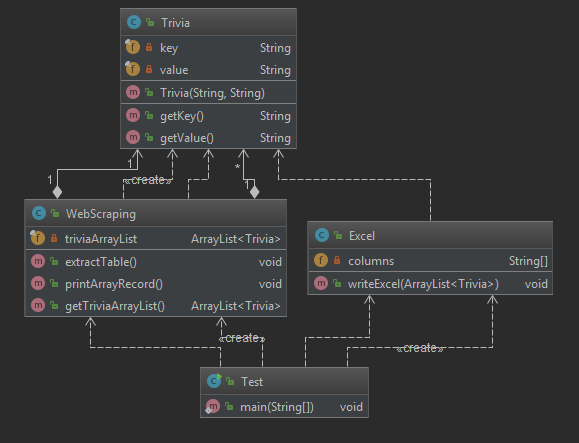 Trivia
key String
value String
Trivia(String, String)
getKey() String
getValue() String
1 1 «create» * 1
WebScraping
triviaArrayList ArrayList<Trivia>
extractTable() void
printArrayRecord() void
getTriviaArrayList() ArrayList<Trivia>
Excel
columns String[]
writeExcel(ArrayList<Trivia>) void
«create» «create»
Test
main(String[]) void